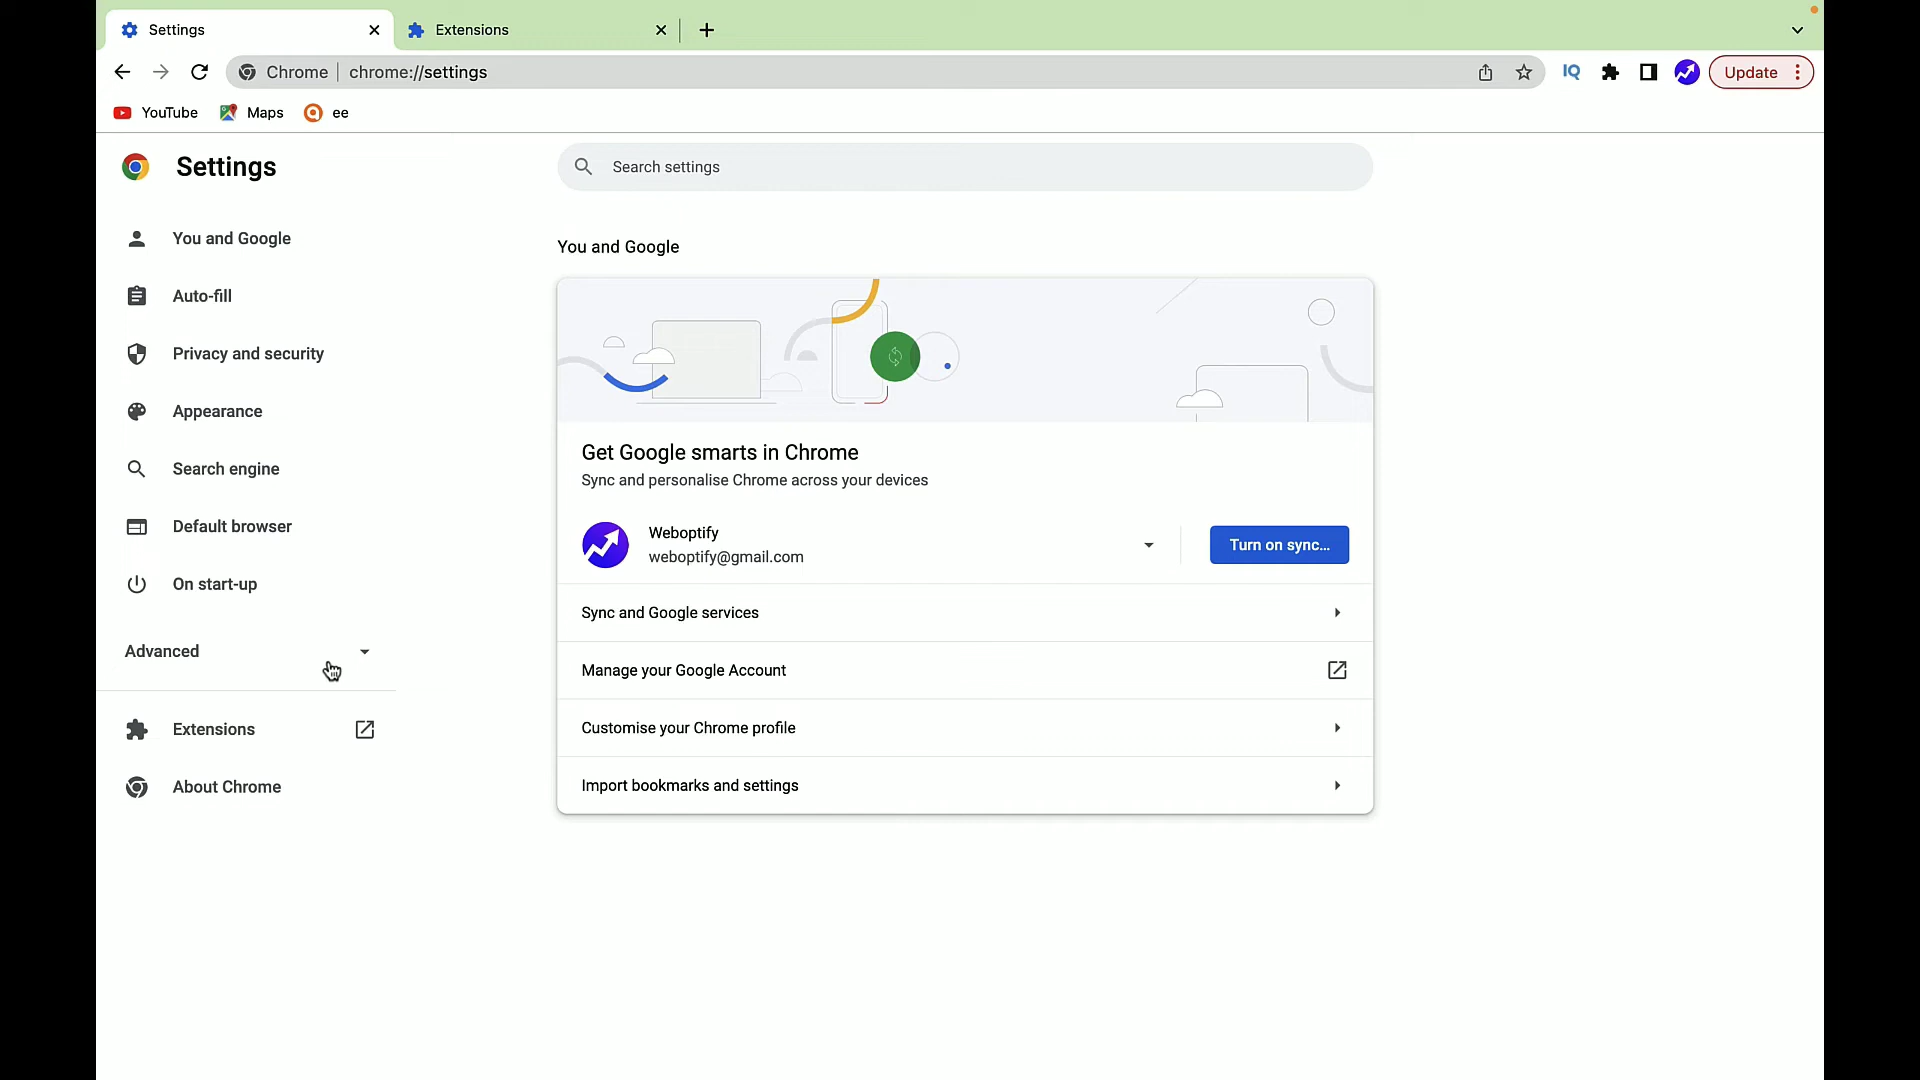 Settings
Extensions
Chrome | chrome://settings
IQ
Update
YouTube
Maps
ee
Settings
Search settings
You and Google
Auto-fill
Privacy and security
Appearance
Search engine
Default browser
On start-up
Advanced
Extensions
About Chrome
You and Google
Get Google smarts in Chrome
Sync and personalise Chrome across your devices
Weboptify
weboptify@gmail.com
Turn on sync...
Sync and Google services
Manage your Google Account
Customise your Chrome profile
Import bookmarks and settings